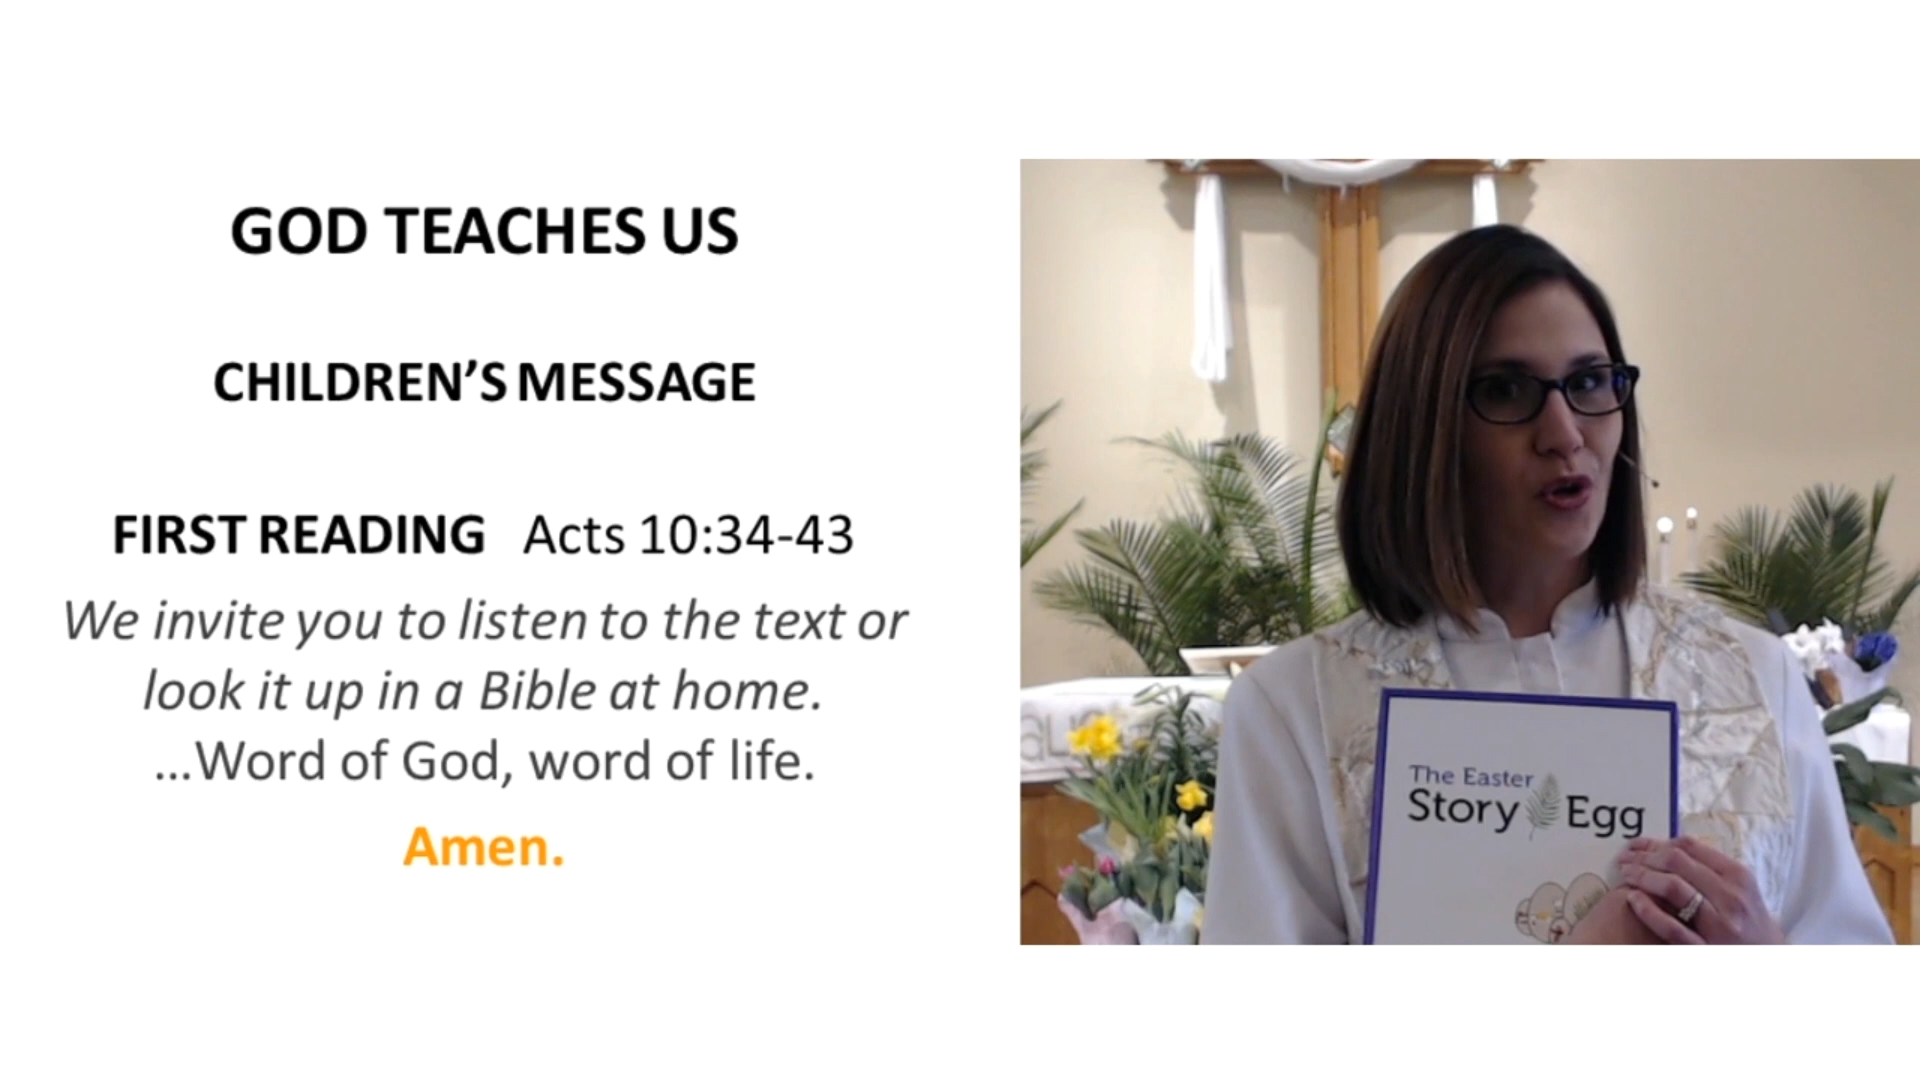 GOD TEACHES US
CHILDREN’S MESSAGE
FIRST READING Acts 10:34-43
We invite you to listen to the text or
look it up in a Bible at home.
...Word of God, word of life.
Amen.
The Easter
Story Egg